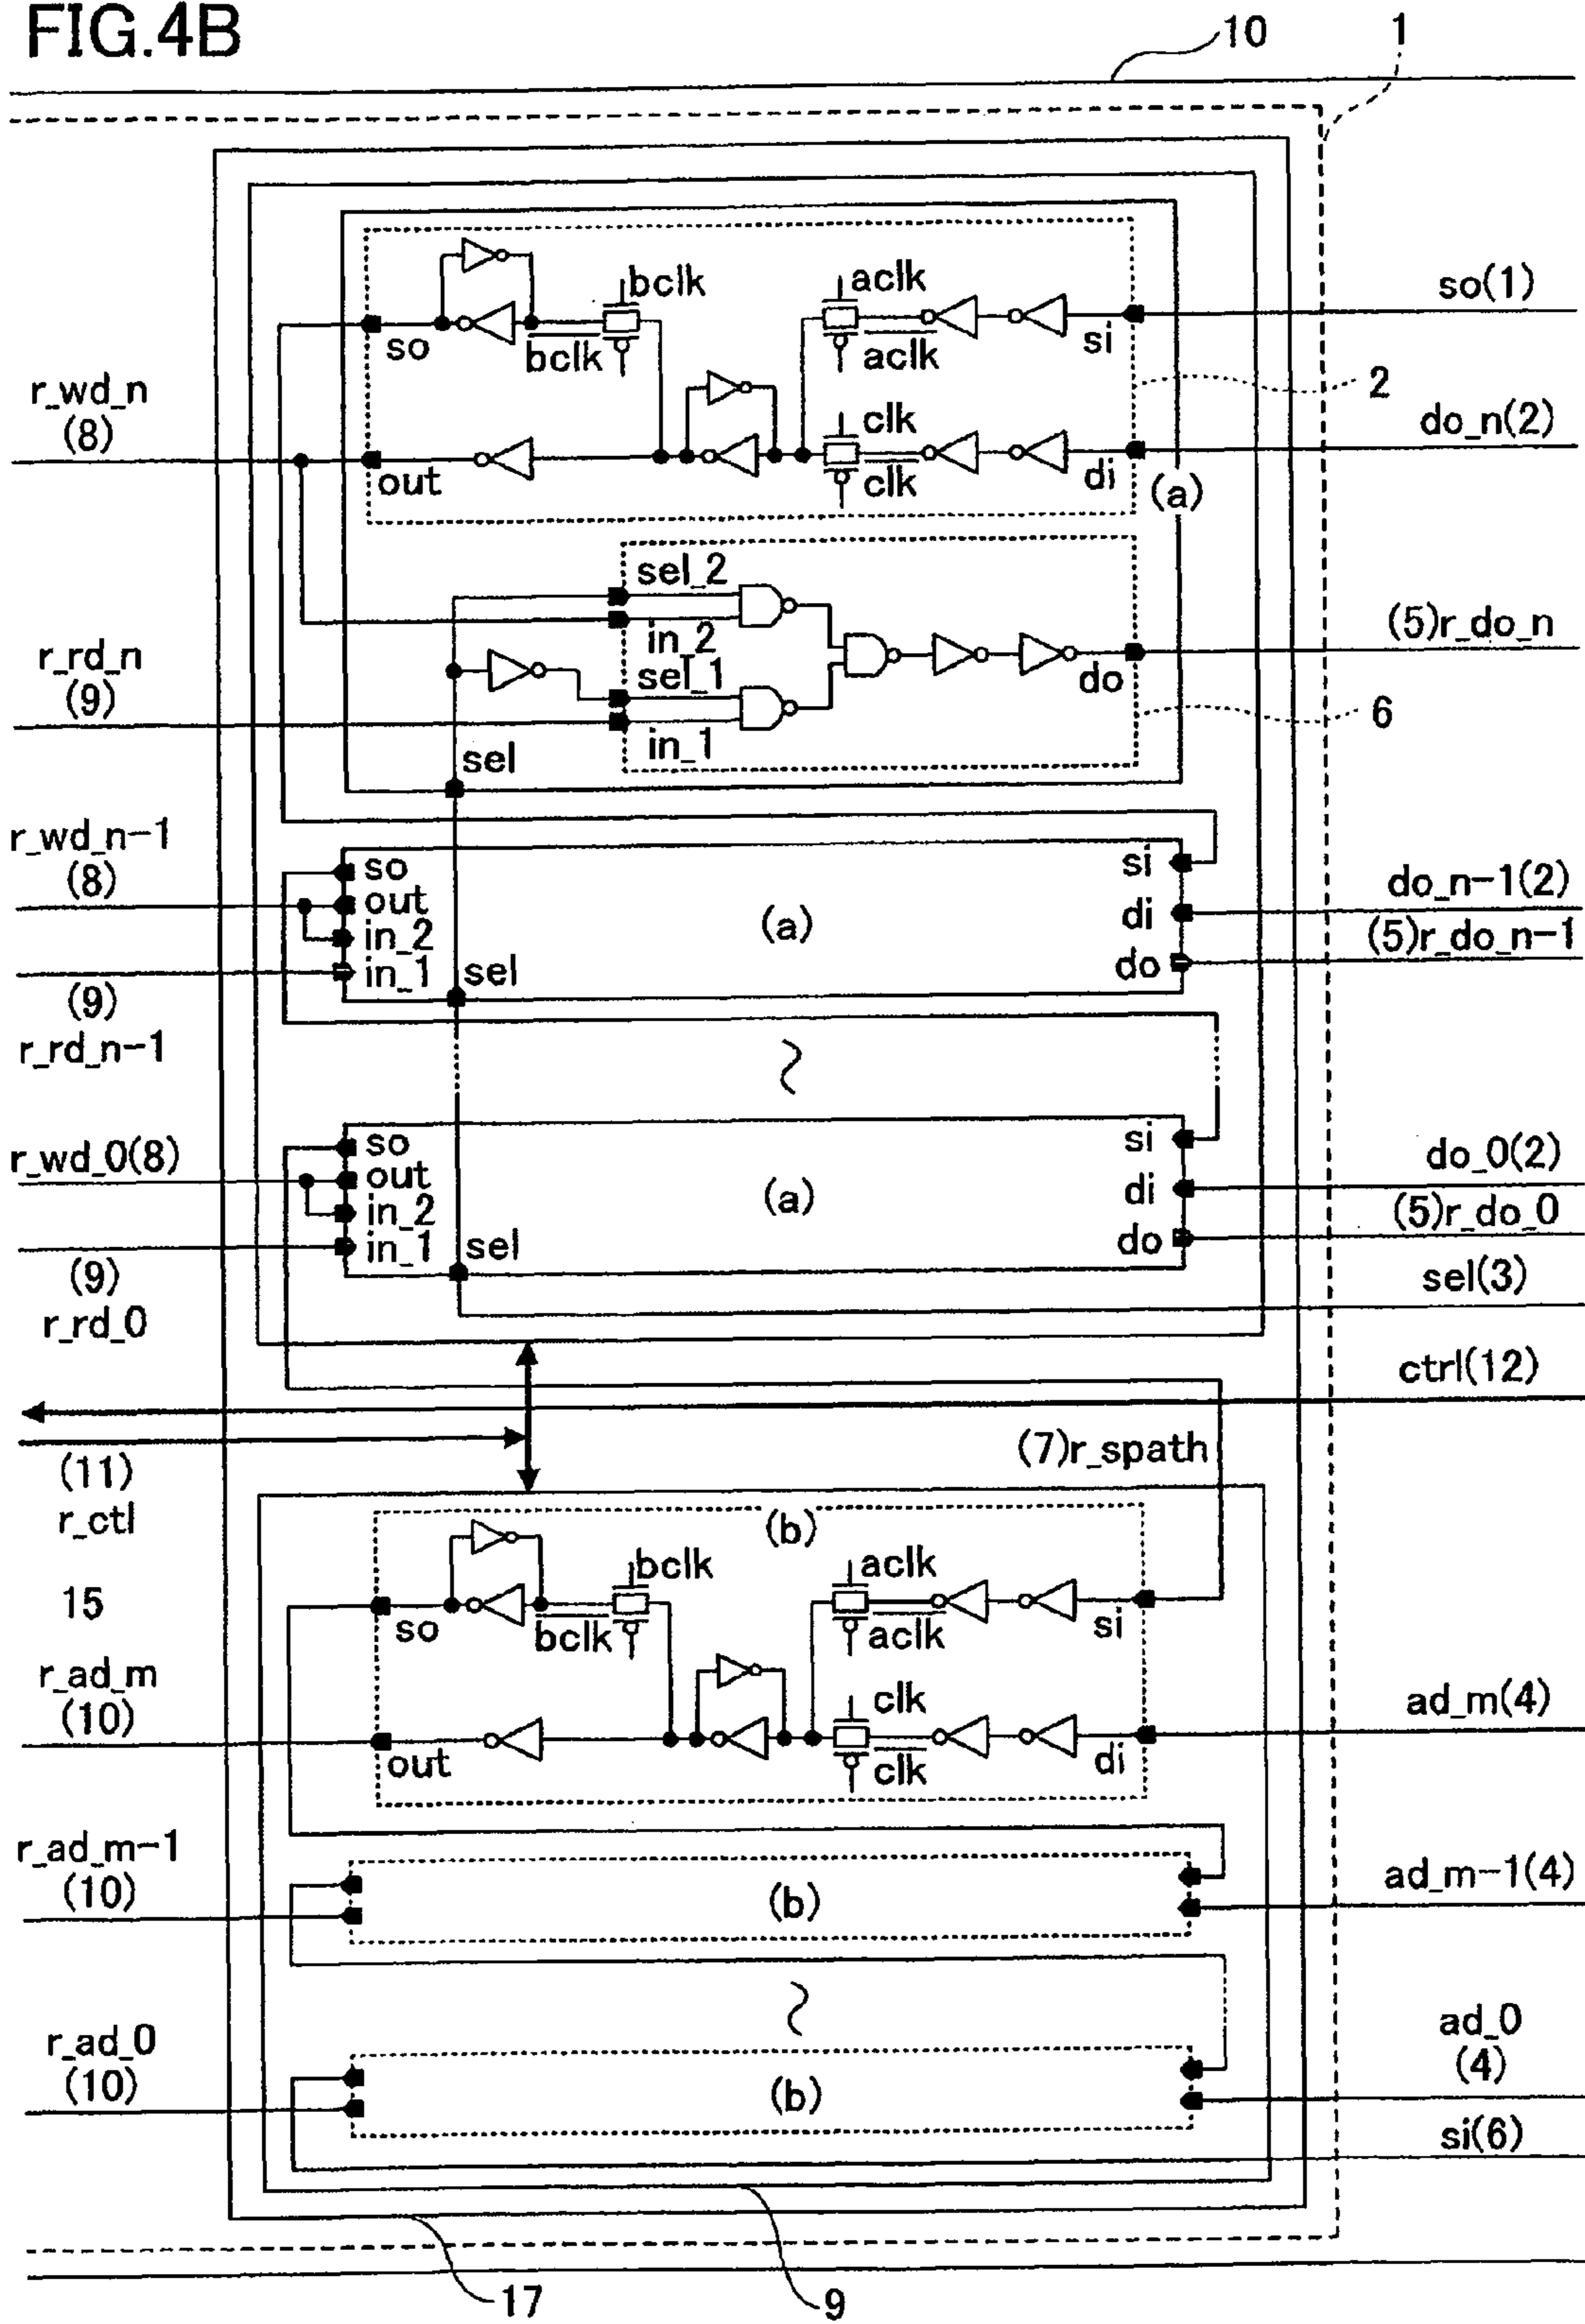 FIG.4B
10
1
bclk
aclk
so(1)
so
bclk
aclk
si
r_wd_n
(8)
2
clk
do_n(2)
out
clk
di
(a)
sel_2
in_2
(5)r_do_n
r_rd_n
(9)
sel_1
do
in_1
6
sel
r_wd_n-1
(8)
so
si
out
(a)
di
do_n-1(2)
in_2
(5)r_do_n-1
in_1
sel
do
(9)
r_rd_n-1
r_wd_0(8)
so
si
do_0(2)
out
(a)
di
in_2
(5)r_do_0
in_1
sel
do
(9)
r_rd_0
sel(3)
ctrl(12)
(11)
r_ctl
(7)r_spath
(b)
15
bclk
aclk
so
bclk
aclk
si
r_ad_m
(10)
clk
ad_m(4)
out
clk
di
r_ad_m-1
(10)
(b)
ad_m-1(4)
r_ad_0
(10)
(b)
ad_0
(4)
si(6)
17
9